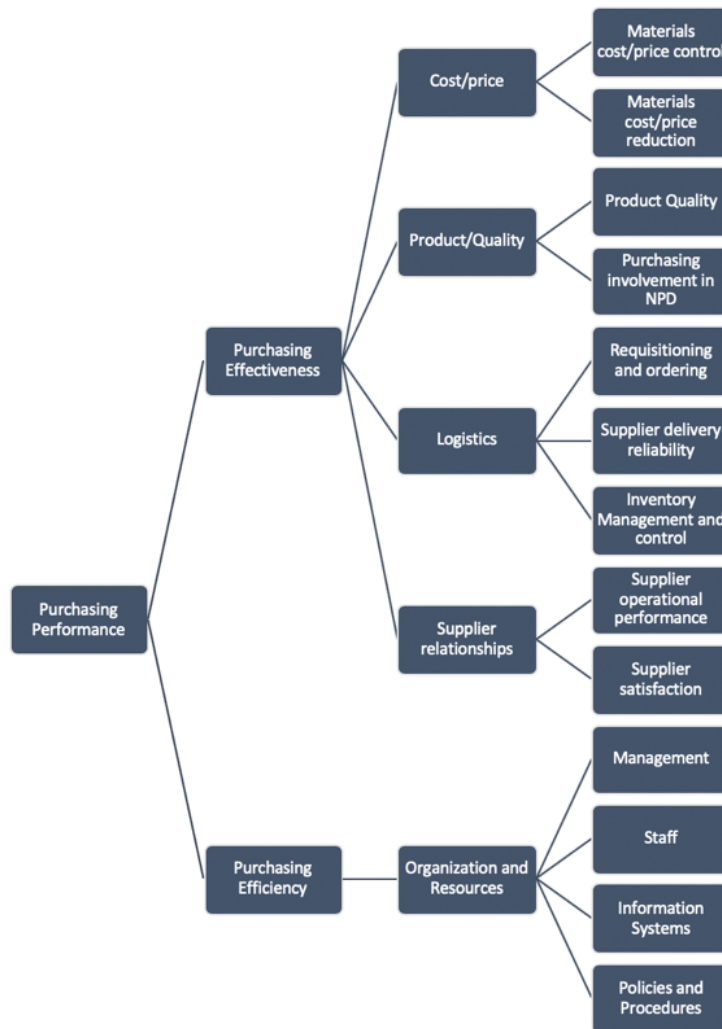 Materials
cost/price control
Cost/price
Materials
cost/price
reduction
Product Quality
Product/Quality
Purchasing
involvement in
NPD
Purchasing
Effectiveness
Requisitioning
and ordering
Logistics
Supplier delivery
reliability
Inventory
Management and
control
Purchasing
Performance
Supplier
operational
performance
Supplier
relationships
Supplier
satisfaction
Management
Staff
Purchasing
Efficiency
Organization and
Resources
Information
Systems
Policies and
Procedures